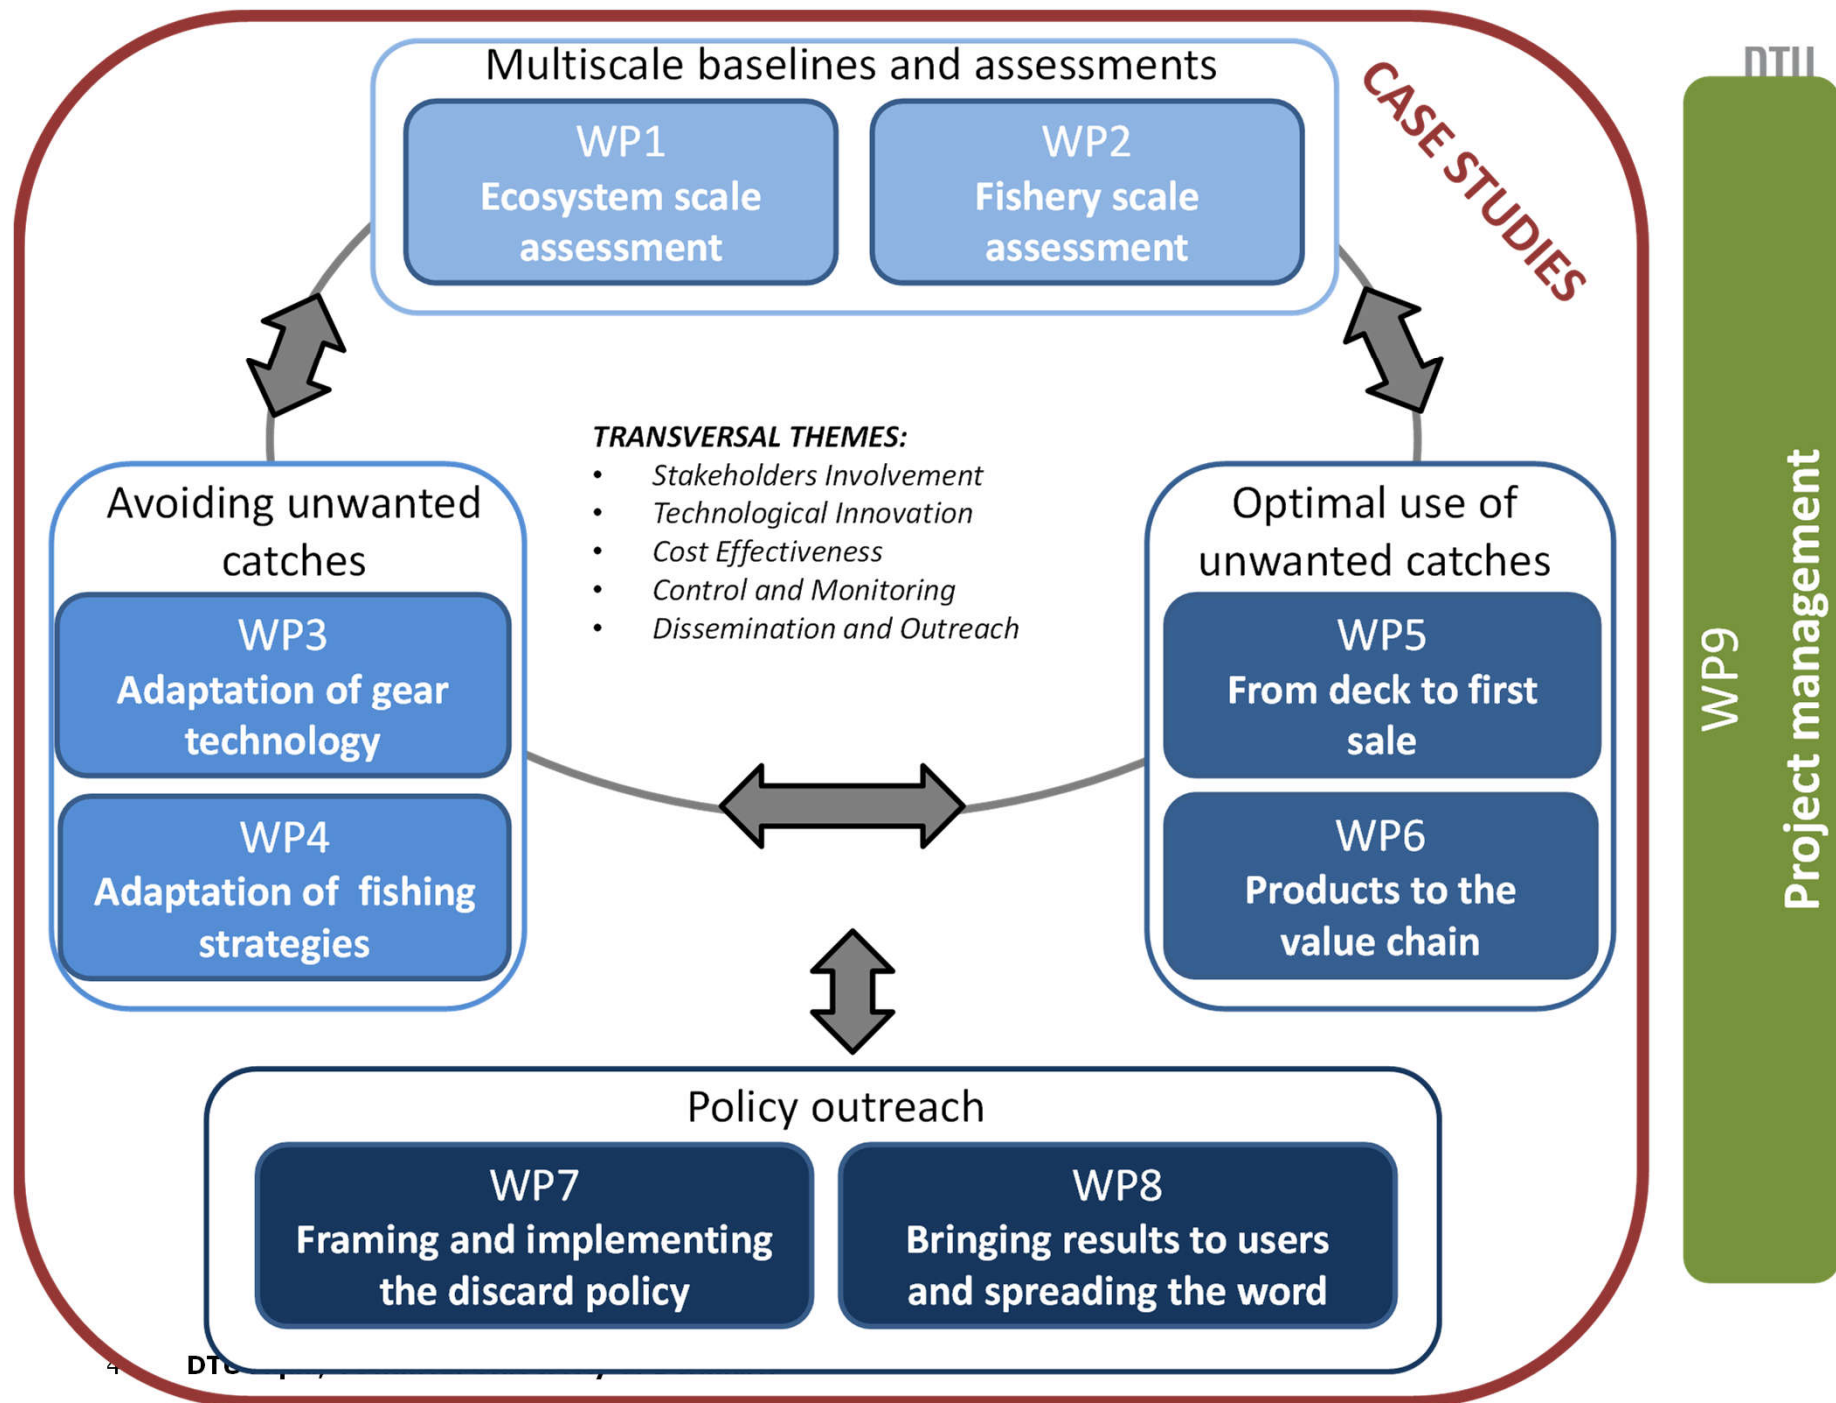 Multiscale baselines and assessments
WP1
Ecosystem scale
assessment
WP2
Fishery scale
assessment
CASE STUDIES
TRANSVERSAL THEMES:
• Stakeholders Involvement
• Technological Innovation
• Cost Effectiveness
• Control and Monitoring
• Dissemination and Outreach
Avoiding unwanted
catches
WP3
Adaptation of gear
technology
WP4
Adaptation of fishing
strategies
Optimal use of
unwanted catches
WP5
From deck to first
sale
WP6
Products to the
value chain
Policy outreach
WP7
Framing and implementing
the discard policy
WP8
Bringing results to users
and spreading the word
DTU
WP9
Project management
4